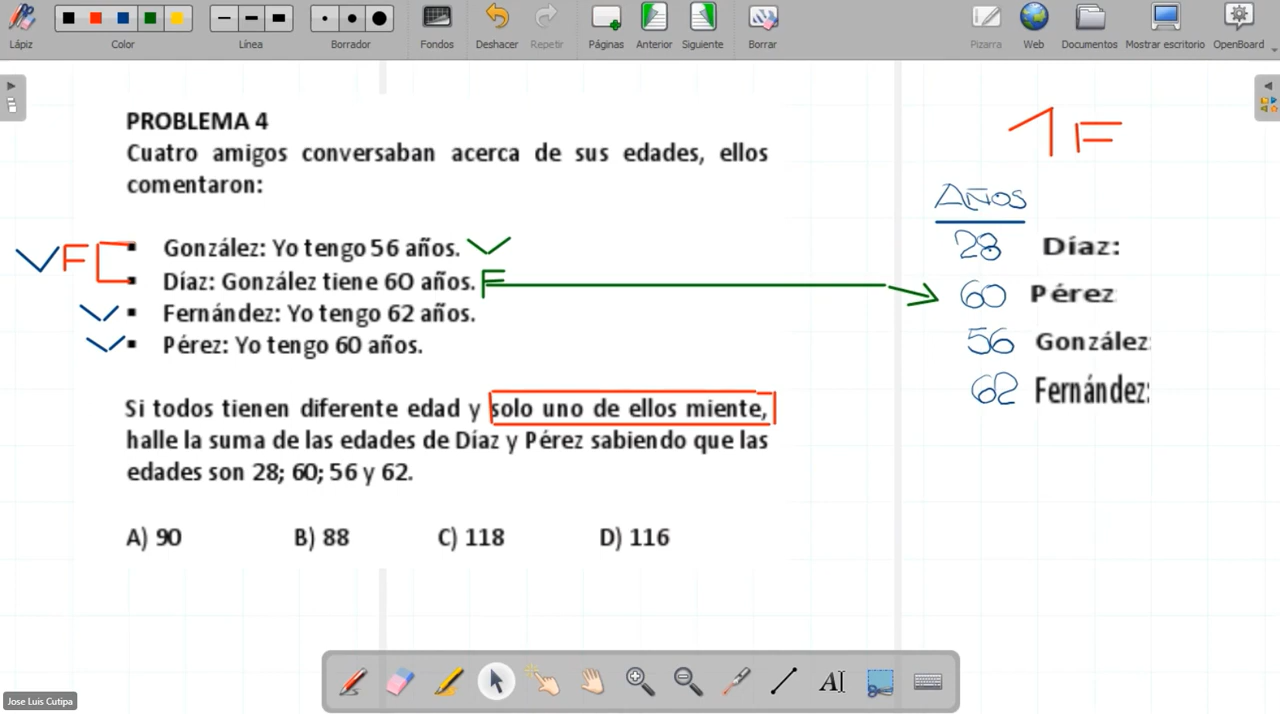 Lápiz Color Línea Borrador Fondos Deshacer Repetir Páginas Anterior Siguiente Borrar Pizarra Web Documentos Mostrar escritorio OpenBoard
PROBLEMA 4
Cuatro amigos conversaban acerca de sus edades, ellos
comentaron:
V F
▪ González: Yo tengo 56 años.
▪ Díaz: González tiene 60 años. F
▪ Fernández: Yo tengo 62 años.
▪ Pérez: Yo tengo 60 años.
Si todos tienen diferente edad y solo uno de ellos miente,
halle la suma de las edades de Díaz y Pérez sabiendo que las
edades son 28; 60; 56 y 62.
A) 90 B) 88 C) 118 D) 116
1 F
AÑOS
28 Díaz:
60 Pérez
56 González:
62 Fernández:
AI
Jose Luis Cutipa